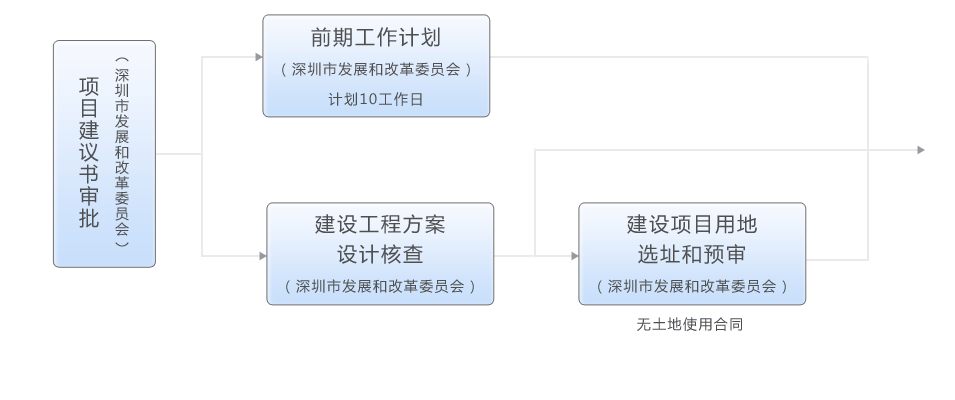 项目建议书审批
（深圳市发展和改革委员会）
前期工作计划
（深圳市发展和改革委员会）
计划10工作日
建设工程方案
设计核查
（深圳市发展和改革委员会）
建设项目用地
选址和预审
（深圳市发展和改革委员会）
无土地使用合同